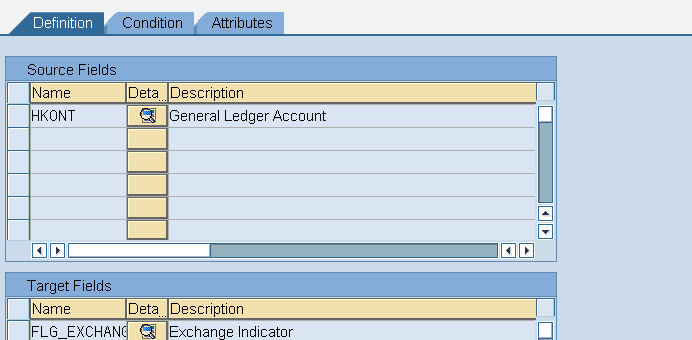 Definition Condition Attributes
Source Fields
Name Deta.. Description
HKONT General Ledger Account
Target Fields
Name Deta.. Description
FLG_EXCHANG Exchange Indicator